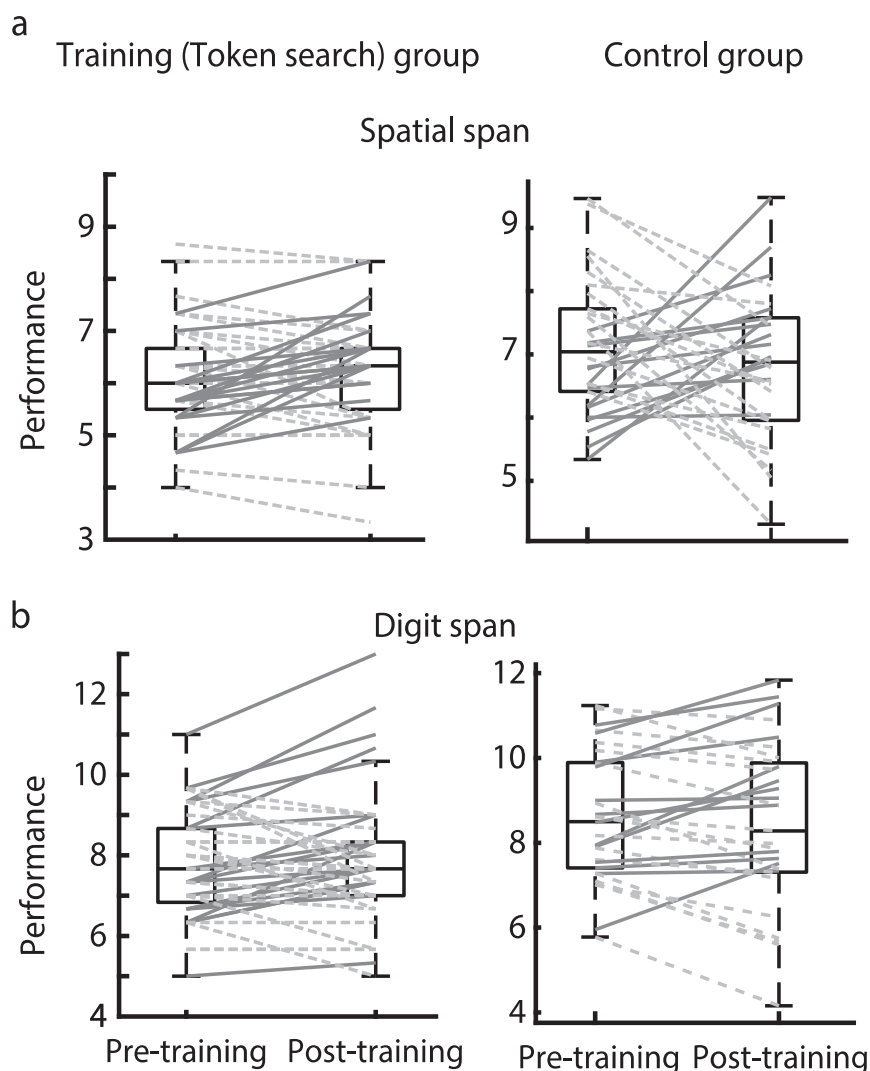 a
Training (Token search) group Control group
Spatial span
Performance
9
7
5
3
9
7
5
b
Digit span
Performance
12
10
8
6
4
12
10
8
6
4
Pre-training Post-training Pre-training Post-training